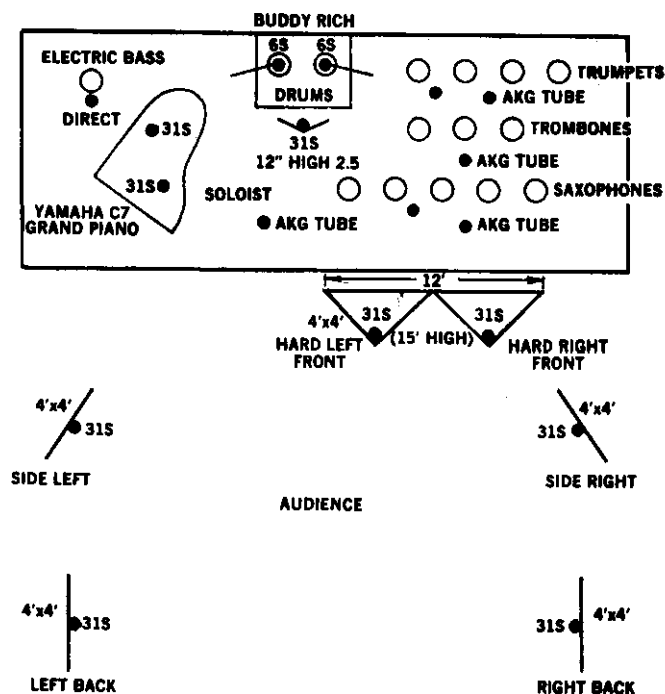 BUDDY RICH
6S 6S
ELECTRIC BASS
TRUMPETS
DIRECT
DRUMS
AKG TUBE
31S
31S
TROMBONES
12" HIGH 2.5
AKG TUBE
31S
SOLOIST
SAXOPHONES
YAMAHA C7
GRAND PIANO
AKG TUBE
AKG TUBE
12'
4'x4'
31S
(15' HIGH)
31S
HARD LEFT
FRONT
HARD RIGHT
FRONT
4'x4'
31S
SIDE LEFT
4'x4'
31S
SIDE RIGHT
AUDIENCE
4'x4'
31S
LEFT BACK
31S
4'x4'
RIGHT BACK